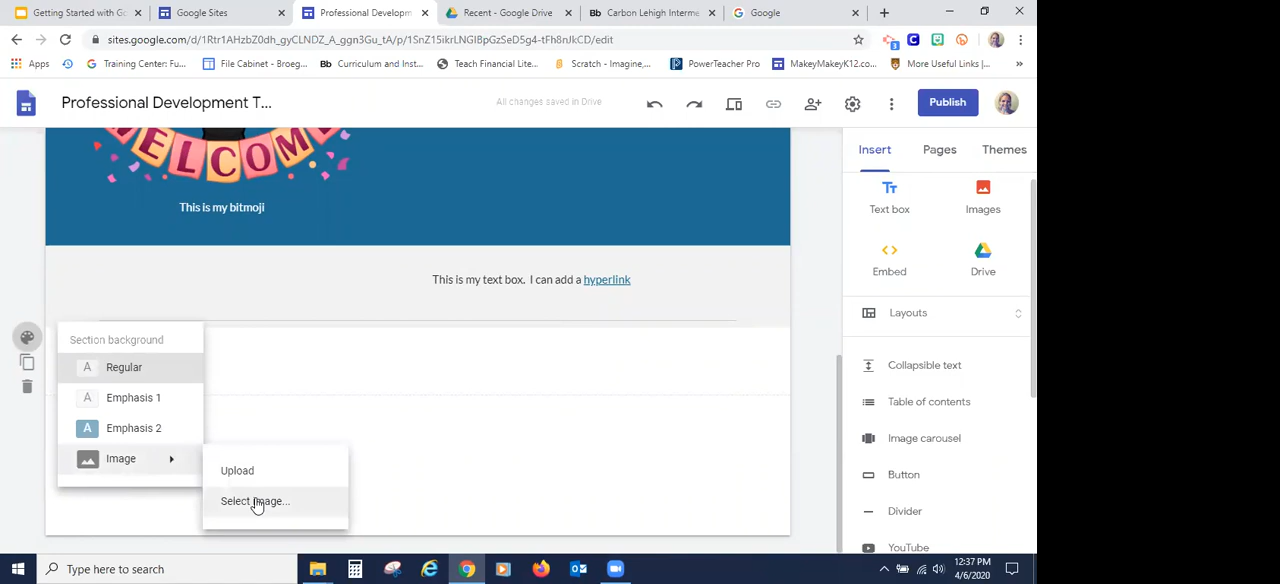 Getting Started with Go
Google Sites
Professional Developm
Recent - Google Drive
Bb Carbon Lehigh Interme
Google
sites.google.com/d/1Rtr1AHzbZ0dh_gyCLNDZ_A_ggn3Gu_tA/p/1SnZ15ikrLNGIBpGzSeD5g4-tFh8nJkCD/edit
3
Apps
Training Center: Fu...
File Cabinet - Broeg...
Curriculum and Inst...
Teach Financial Lite...
Scratch - Imagine,...
PowerTeacher Pro
MakeyMakeyK12.co...
More Useful Links |...
»
Professional Development T...
All changes saved in Drive
Publish
Insert
Pages
Themes
WELCOME
This is my bitmoji
Tт
Text box
Images
Embed
Drive
This is my text box. I can add a hyperlink
Layouts
Section background
A Regular
A Emphasis 1
A Emphasis 2
Image
Upload
Select image...
Collapsible text
Table of contents
Image carousel
Button
Divider
YouTube
Type here to search
12:37 PM
4/6/2020